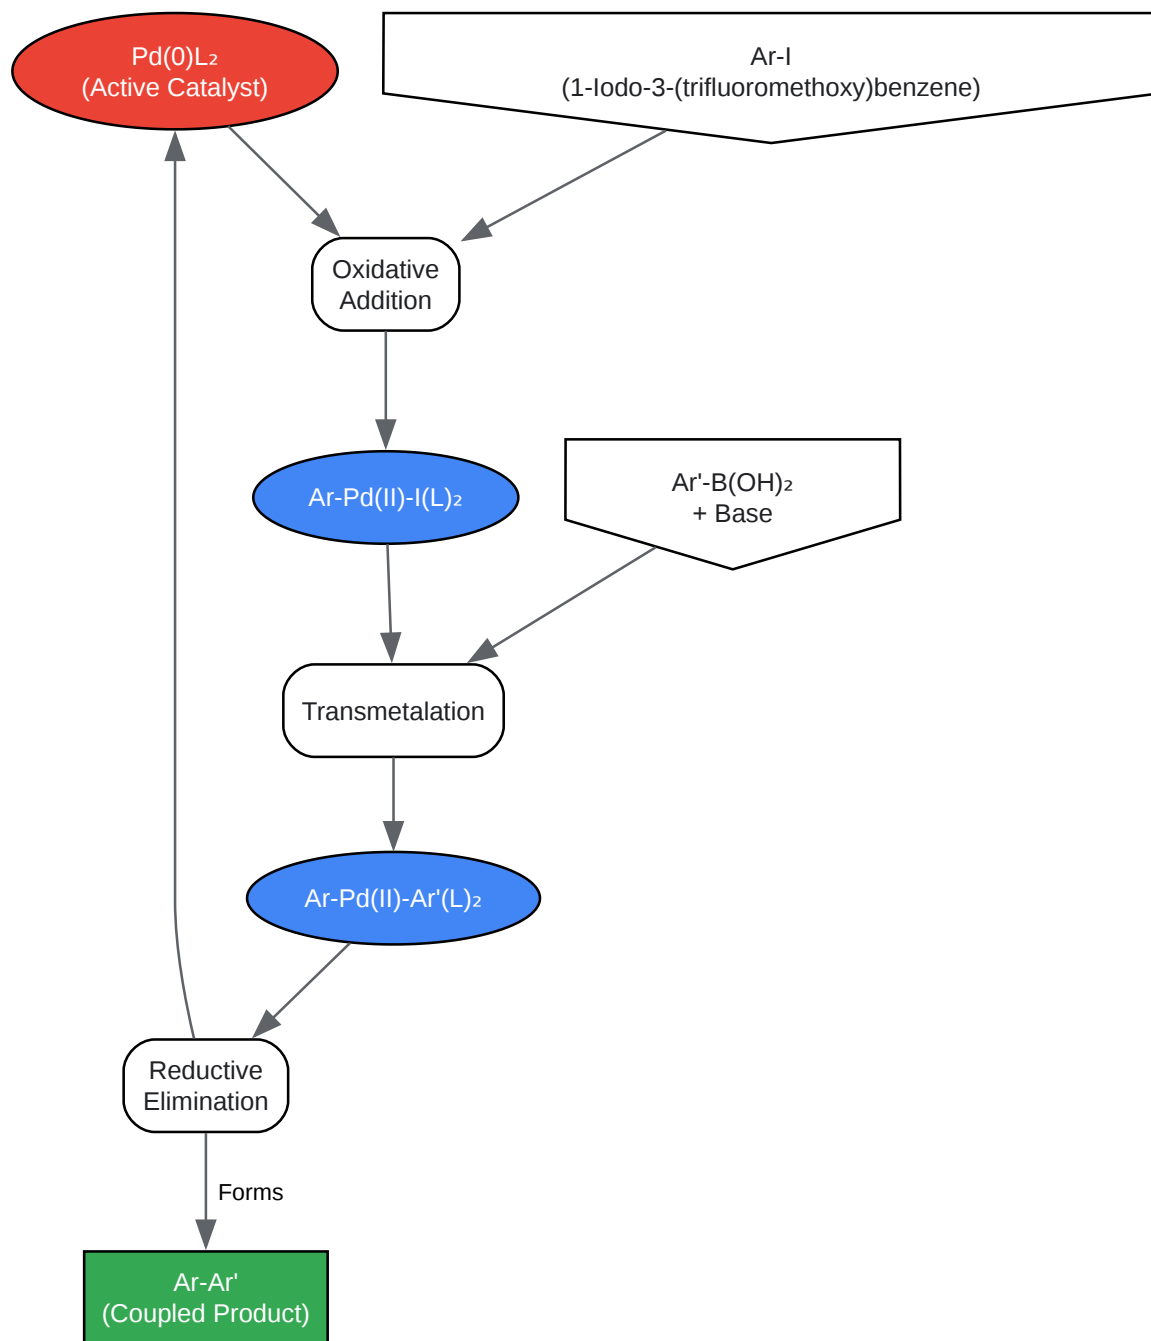 Pd(0)L₂
(Active Catalyst)
Ar-I
(1-Iodo-3-(trifluoromethoxy)benzene)
Oxidative
Addition
Ar-Pd(II)-I(L)₂
Ar'-B(OH)₂
+ Base
Transmetalation
Ar-Pd(II)-Ar'(L)₂
Reductive
Elimination
Forms
Ar-Ar'
(Coupled Product)